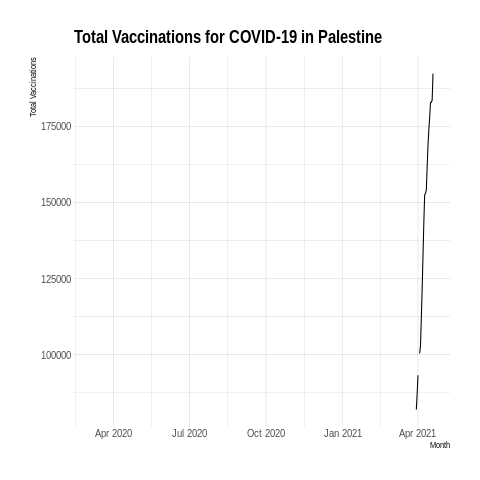 Total Vaccinations for COVID-19 in Palestine
Total Vaccinations
175000
150000
125000
100000
Apr 2020 Jul 2020 Oct 2020 Jan 2021 Apr 2021
Month